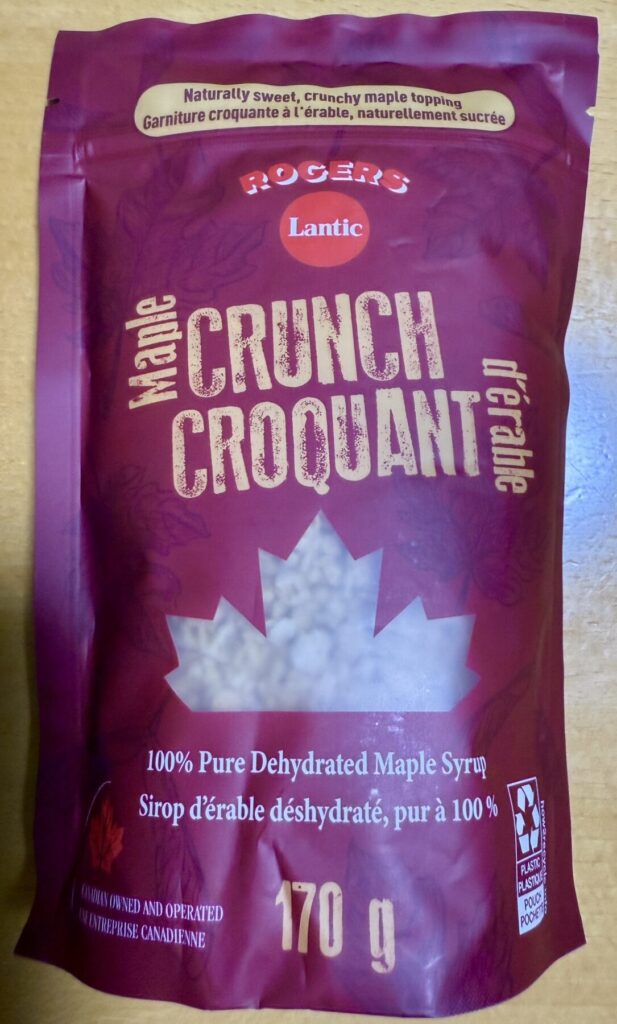 Naturally sweet, crunchy maple topping
Garniture croquante à l'érable, naturellement sucrée
ROGERS
Lantic
Maple
CRUNCH
CROQUANT
d'érable
100% Pure Dehydrated Maple Syrup
Sirop d'érable déshydraté, pur à 100 %
CANADIAN OWNED AND OPERATED
ENTREPRISE CANADIENNE
170 g
PLASTIC
PLASTIQUE
POUCH
POCHETTE